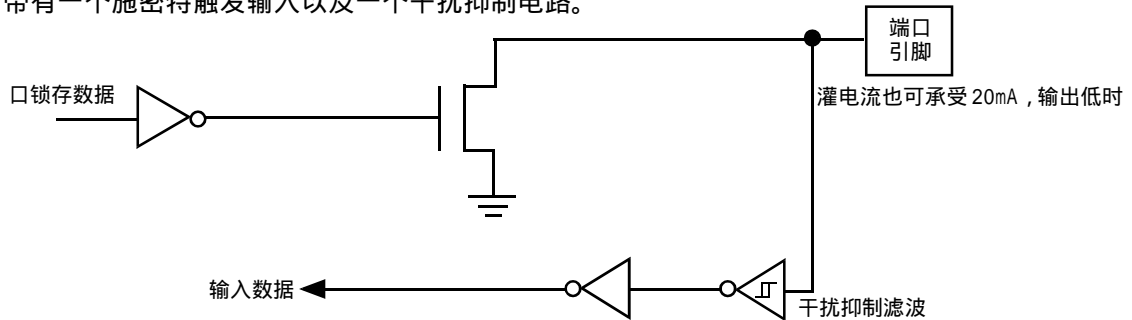 带有一个施密特触发输入以及一个干扰抑制电路。
端口
引脚
口锁存数据
灌电流也可承受20mA，输出低时
输入数据
干扰抑制滤波